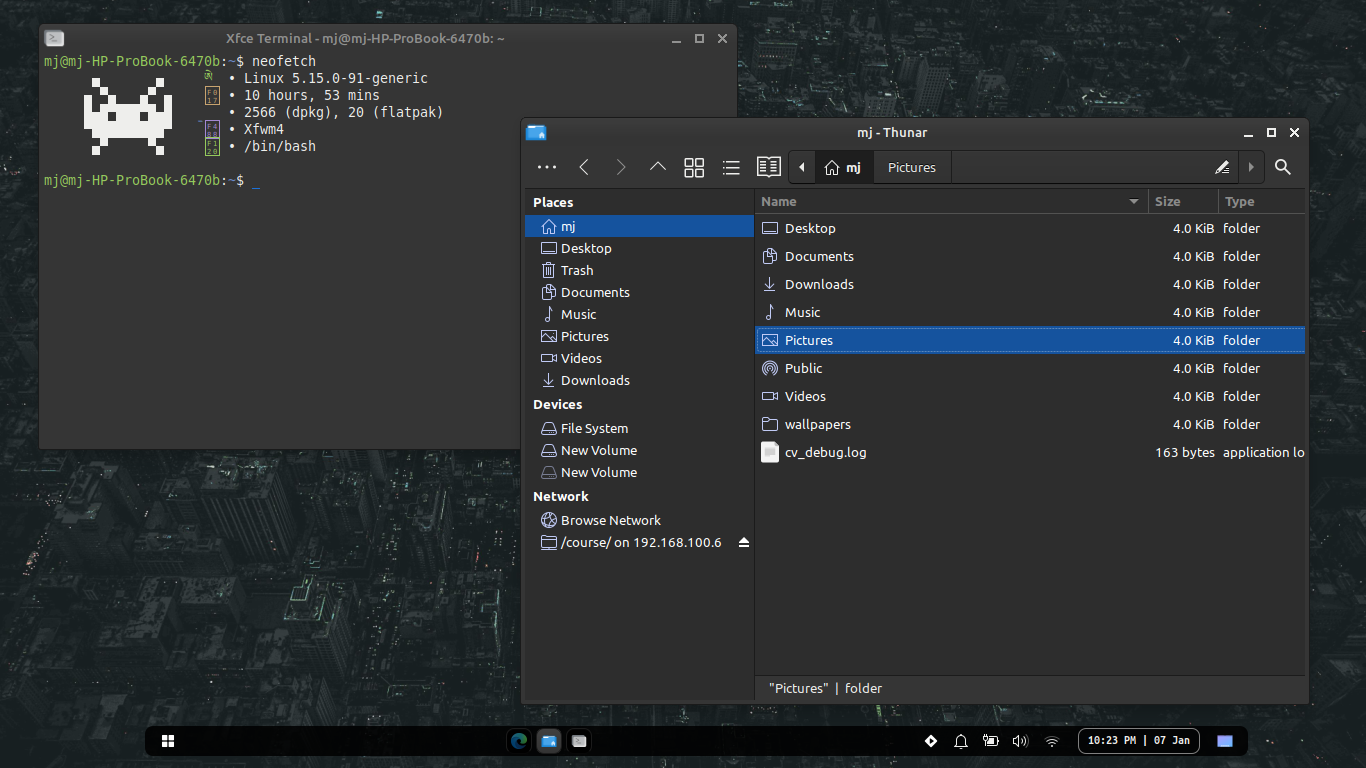 Xfce Terminal - mj@mj-HP-ProBook-6470b: ~
mj@mj-HP-ProBook-6470b:~$ neofetch
• Linux 5.15.0-91-generic
• 10 hours, 53 mins
• 2566 (dpkg), 20 (flatpak)
• Xfwm4
• /bin/bash
mj@mj-HP-ProBook-6470b:~$ _
mj - Thunar
mj
Pictures
Places
mj
Desktop
Trash
Documents
Music
Pictures
Videos
Downloads
Devices
File System
New Volume
New Volume
Network
Browse Network
/course/ on 192.168.100.6
Name Size Type
Desktop 4.0 KiB folder
Documents 4.0 KiB folder
Downloads 4.0 KiB folder
Music 4.0 KiB folder
Pictures 4.0 KiB folder
Public 4.0 KiB folder
Videos 4.0 KiB folder
wallpapers 4.0 KiB folder
cv_debug.log 163 bytes application lo
"Pictures" | folder
10:23 PM | 07 Jan